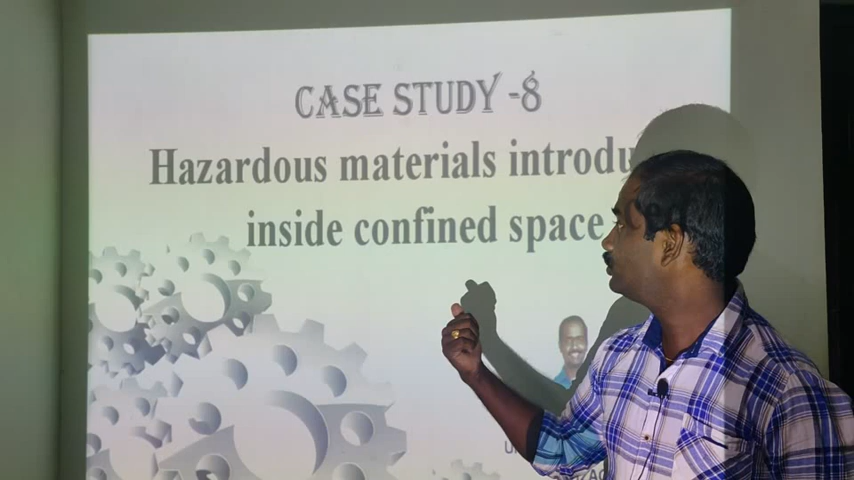 CASE STUDY -8
Hazardous materials introdu
inside confined space